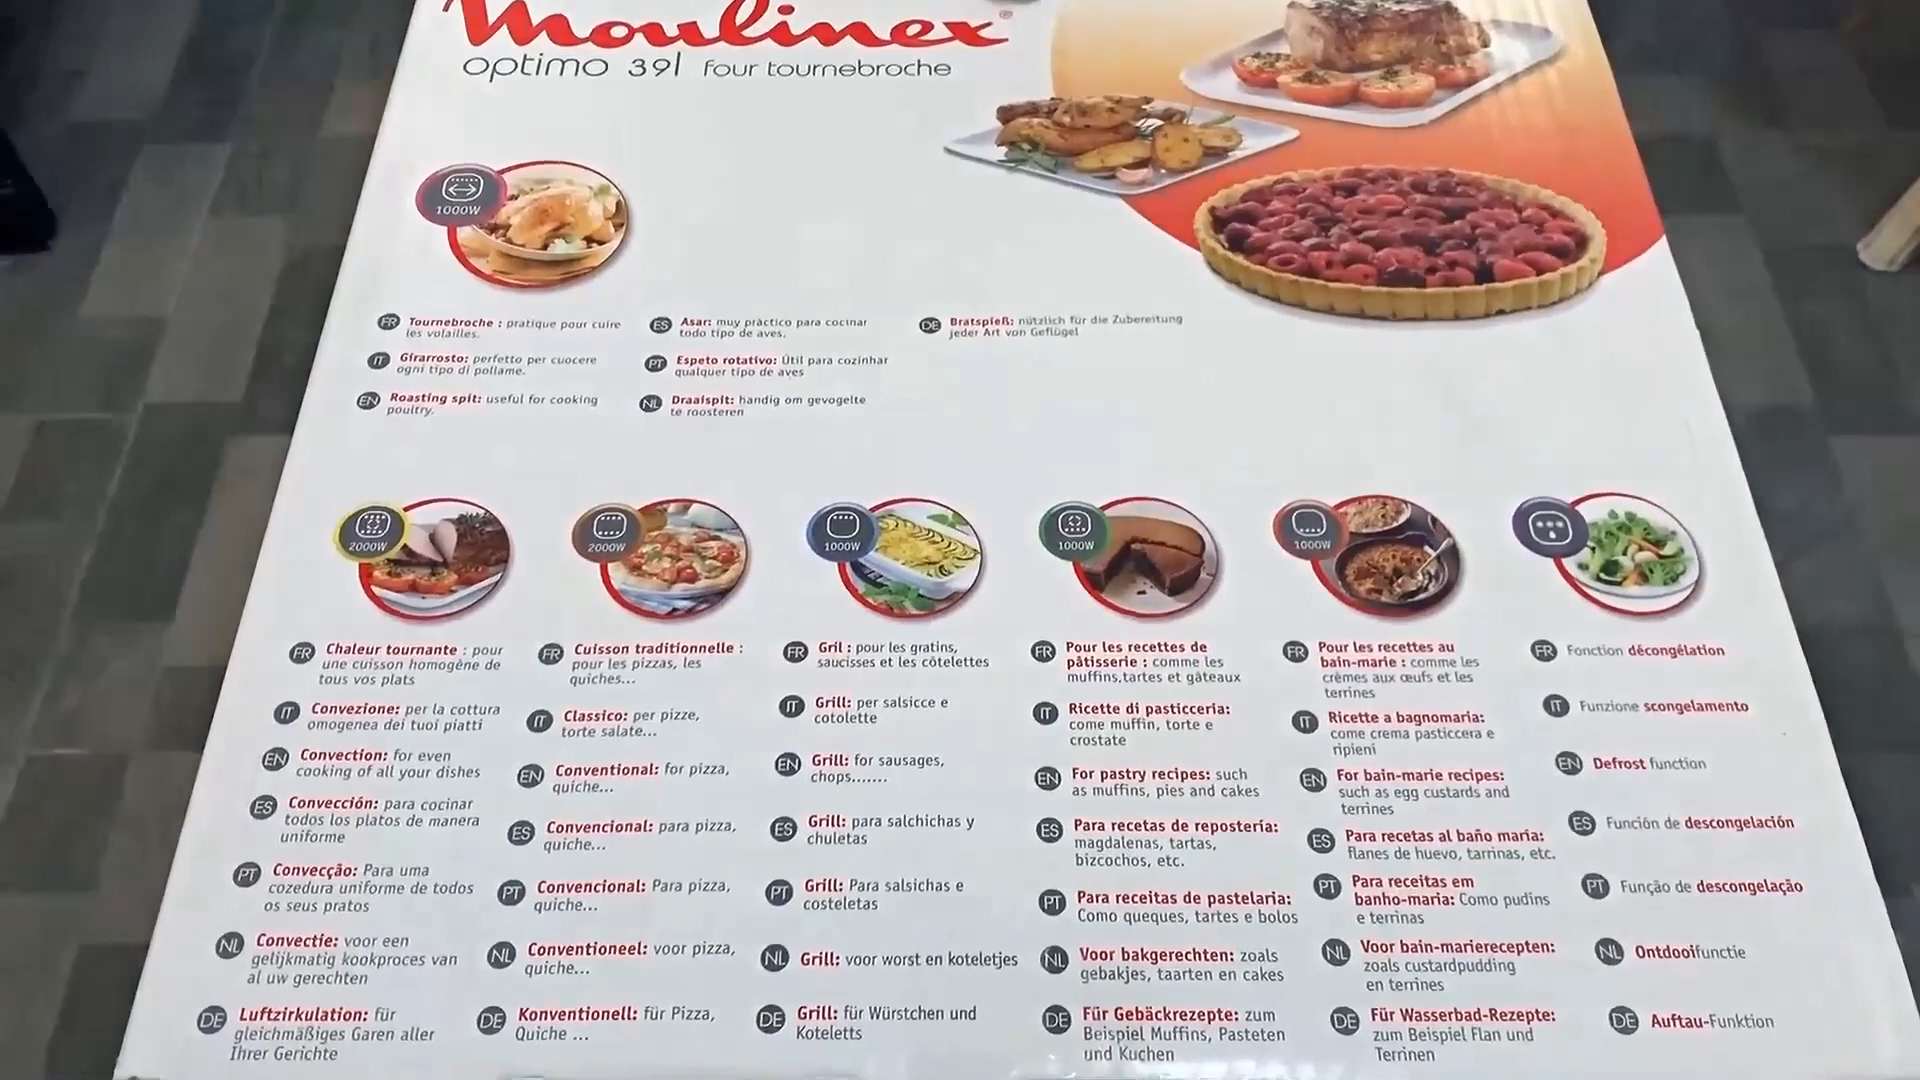 Moulinex®
optimo 39l four tournebroche
1000W
FR Tournebroche : pratique pour cuire
les volailles.
IT Girarrosto: perfetto per cuocere
ogni tipo di pollame.
EN Roasting spit: useful for cooking
poultry.
ES Asar: muy práctico para cocinar
todo tipo de aves.
PT Espeto rotativo: Útil para cozinhar
qualquer tipo de aves
NL Draaispit: handig om gevogelte
te roosteren
DE Bratspieß: nützlich für die Zubereitung
jeder Art von Geflügel
2000W
FR Chaleur tournante : pour
une cuisson homogène de
tous vos plats
IT Convezione: per la cottura
omogenea dei tuoi piatti
EN Convection: for even
cooking of all your dishes
ES Convección: para cocinar
todos los platos de manera
uniforme
PT Convecção: Para uma
cozedura uniforme de todos
os seus pratos
NL Convectie: voor een
gelijkmatig kookproces van
al uw gerechten
DE Luftzirkulation: für
gleichmäßiges Garen aller
Ihrer Gerichte
2000W
FR Cuisson traditionnelle :
pour les pizzas, les
quiches...
IT Classico: per pizze,
torte salate...
EN Conventional: for pizza,
quiche...
ES Convencional: para pizza,
quiche...
PT Convencional: Para pizza,
quiche...
NL Conventioneel: voor pizza,
quiche...
DE Konventionell: für Pizza,
Quiche ...
1000W
FR Gril : pour les gratins,
saucisses et les côtelettes
IT Grill: per salsicce e
cotolette
EN Grill: for sausages,
chops.......
ES Grill: para salchichas y
chuletas
PT Grill: Para salsichas e
costeletas
NL Grill: voor worst en koteletjes
DE Grill: für Würstchen und
Koteletts
1000W
FR Pour les recettes de
pâtisserie : comme les
muffins,tartes et gâteaux
IT Ricette di pasticceria:
come muffin, torte e
crostate
EN For pastry recipes: such
as muffins, pies and cakes
ES Para recetas de repostería:
magdalenas, tartas,
bizcochos, etc.
PT Para receitas de pastelaria:
Como queques, tartes e bolos
NL Voor bakgerechten: zoals
gebakjes, taarten en cakes
DE Für Gebäckrezepte: zum
Beispiel Muffins, Pasteten
und Kuchen
1000W
FR Pour les recettes au
bain-marie : comme les
crèmes aux œufs et les
terrines
IT Ricette a bagnomaria:
come crema pasticcera e
ripieni
EN For bain-marie recipes:
such as egg custards and
terrines
ES Para recetas al baño maría:
flanes de huevo, tarrinas, etc.
PT Para receitas em
banho-maria: Como pudins
e terrinas
NL Voor bain-marierecepten:
zoals custardpudding
en terrines
DE Für Wasserbad-Rezepte:
zum Beispiel Flan und
Terrinen
FR Fonction décongélation
IT Funzione scongelamento
EN Defrost function
ES Función de descongelación
PT Função de descongelação
NL Ontdooifunctie
DE Auftau-Funktion